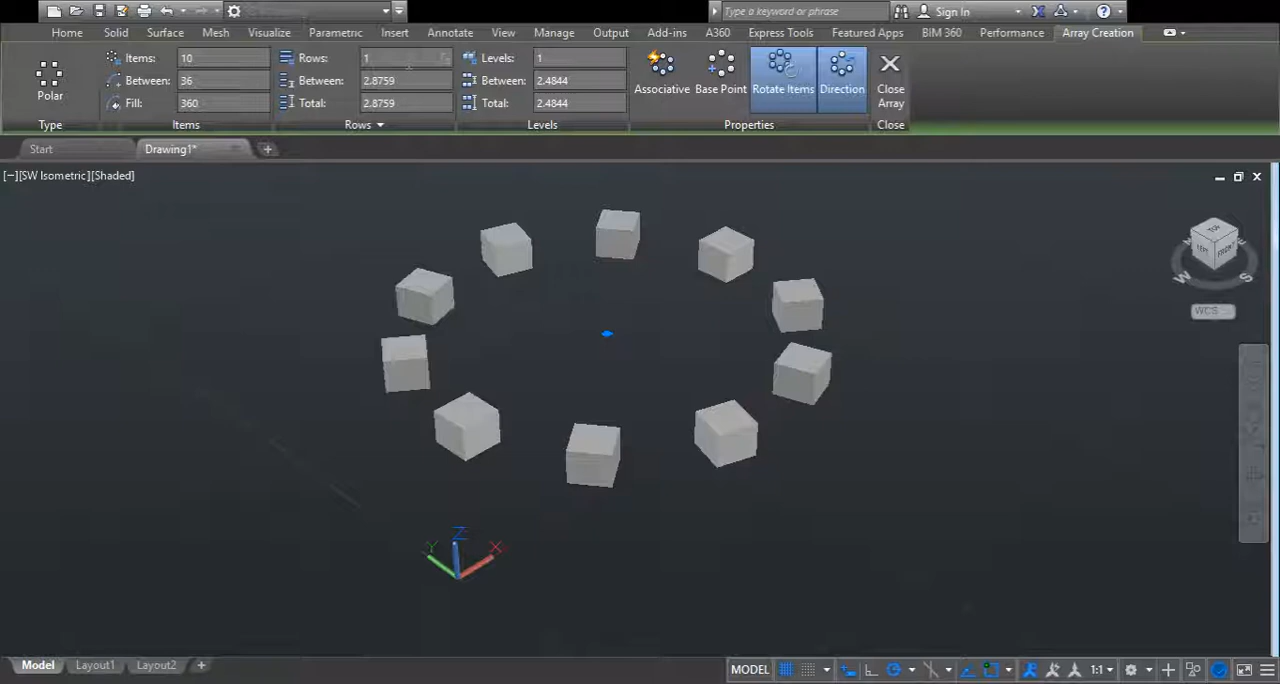 Type a keyword or phrase
Sign In
Home Solid Surface Mesh Visualize Parametric Insert Annotate View Manage Output Add-ins A360 Express Tools Featured Apps BIM 360 Performance Array Creation
Items: 10 Rows: 1 Levels: 1
Between: 36 Between: 2.8759 Between: 2.4844
Fill: 360 Total: 2.8759 Total: 2.4844
Polar Associative Base Point Rotate Items Direction Close Array
Type Items Rows Levels Properties Close
Start Drawing1* +
[−][SW Isometric][Shaded]
TOP
LEFT FRONT
W S
WCS
Z
Y X
Model Layout1 Layout2 +
MODEL 1:1